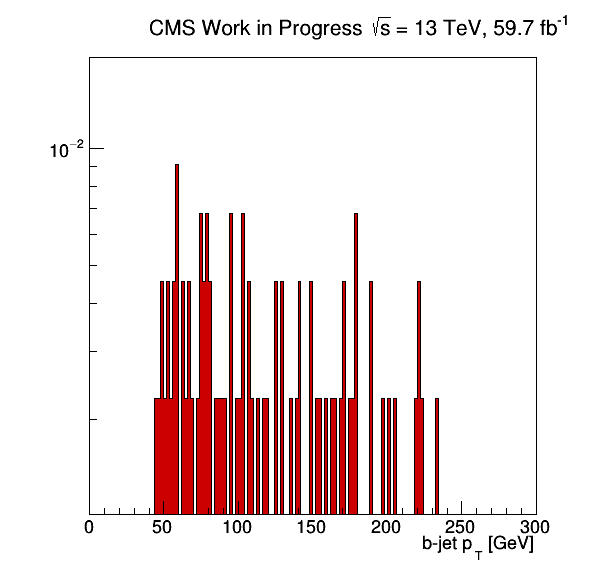 CMS Work in Progress √s = 13 TeV, 59.7 fb⁻¹
10⁻²
0 50 100 150 200 250 300
b-jet p_T [GeV]